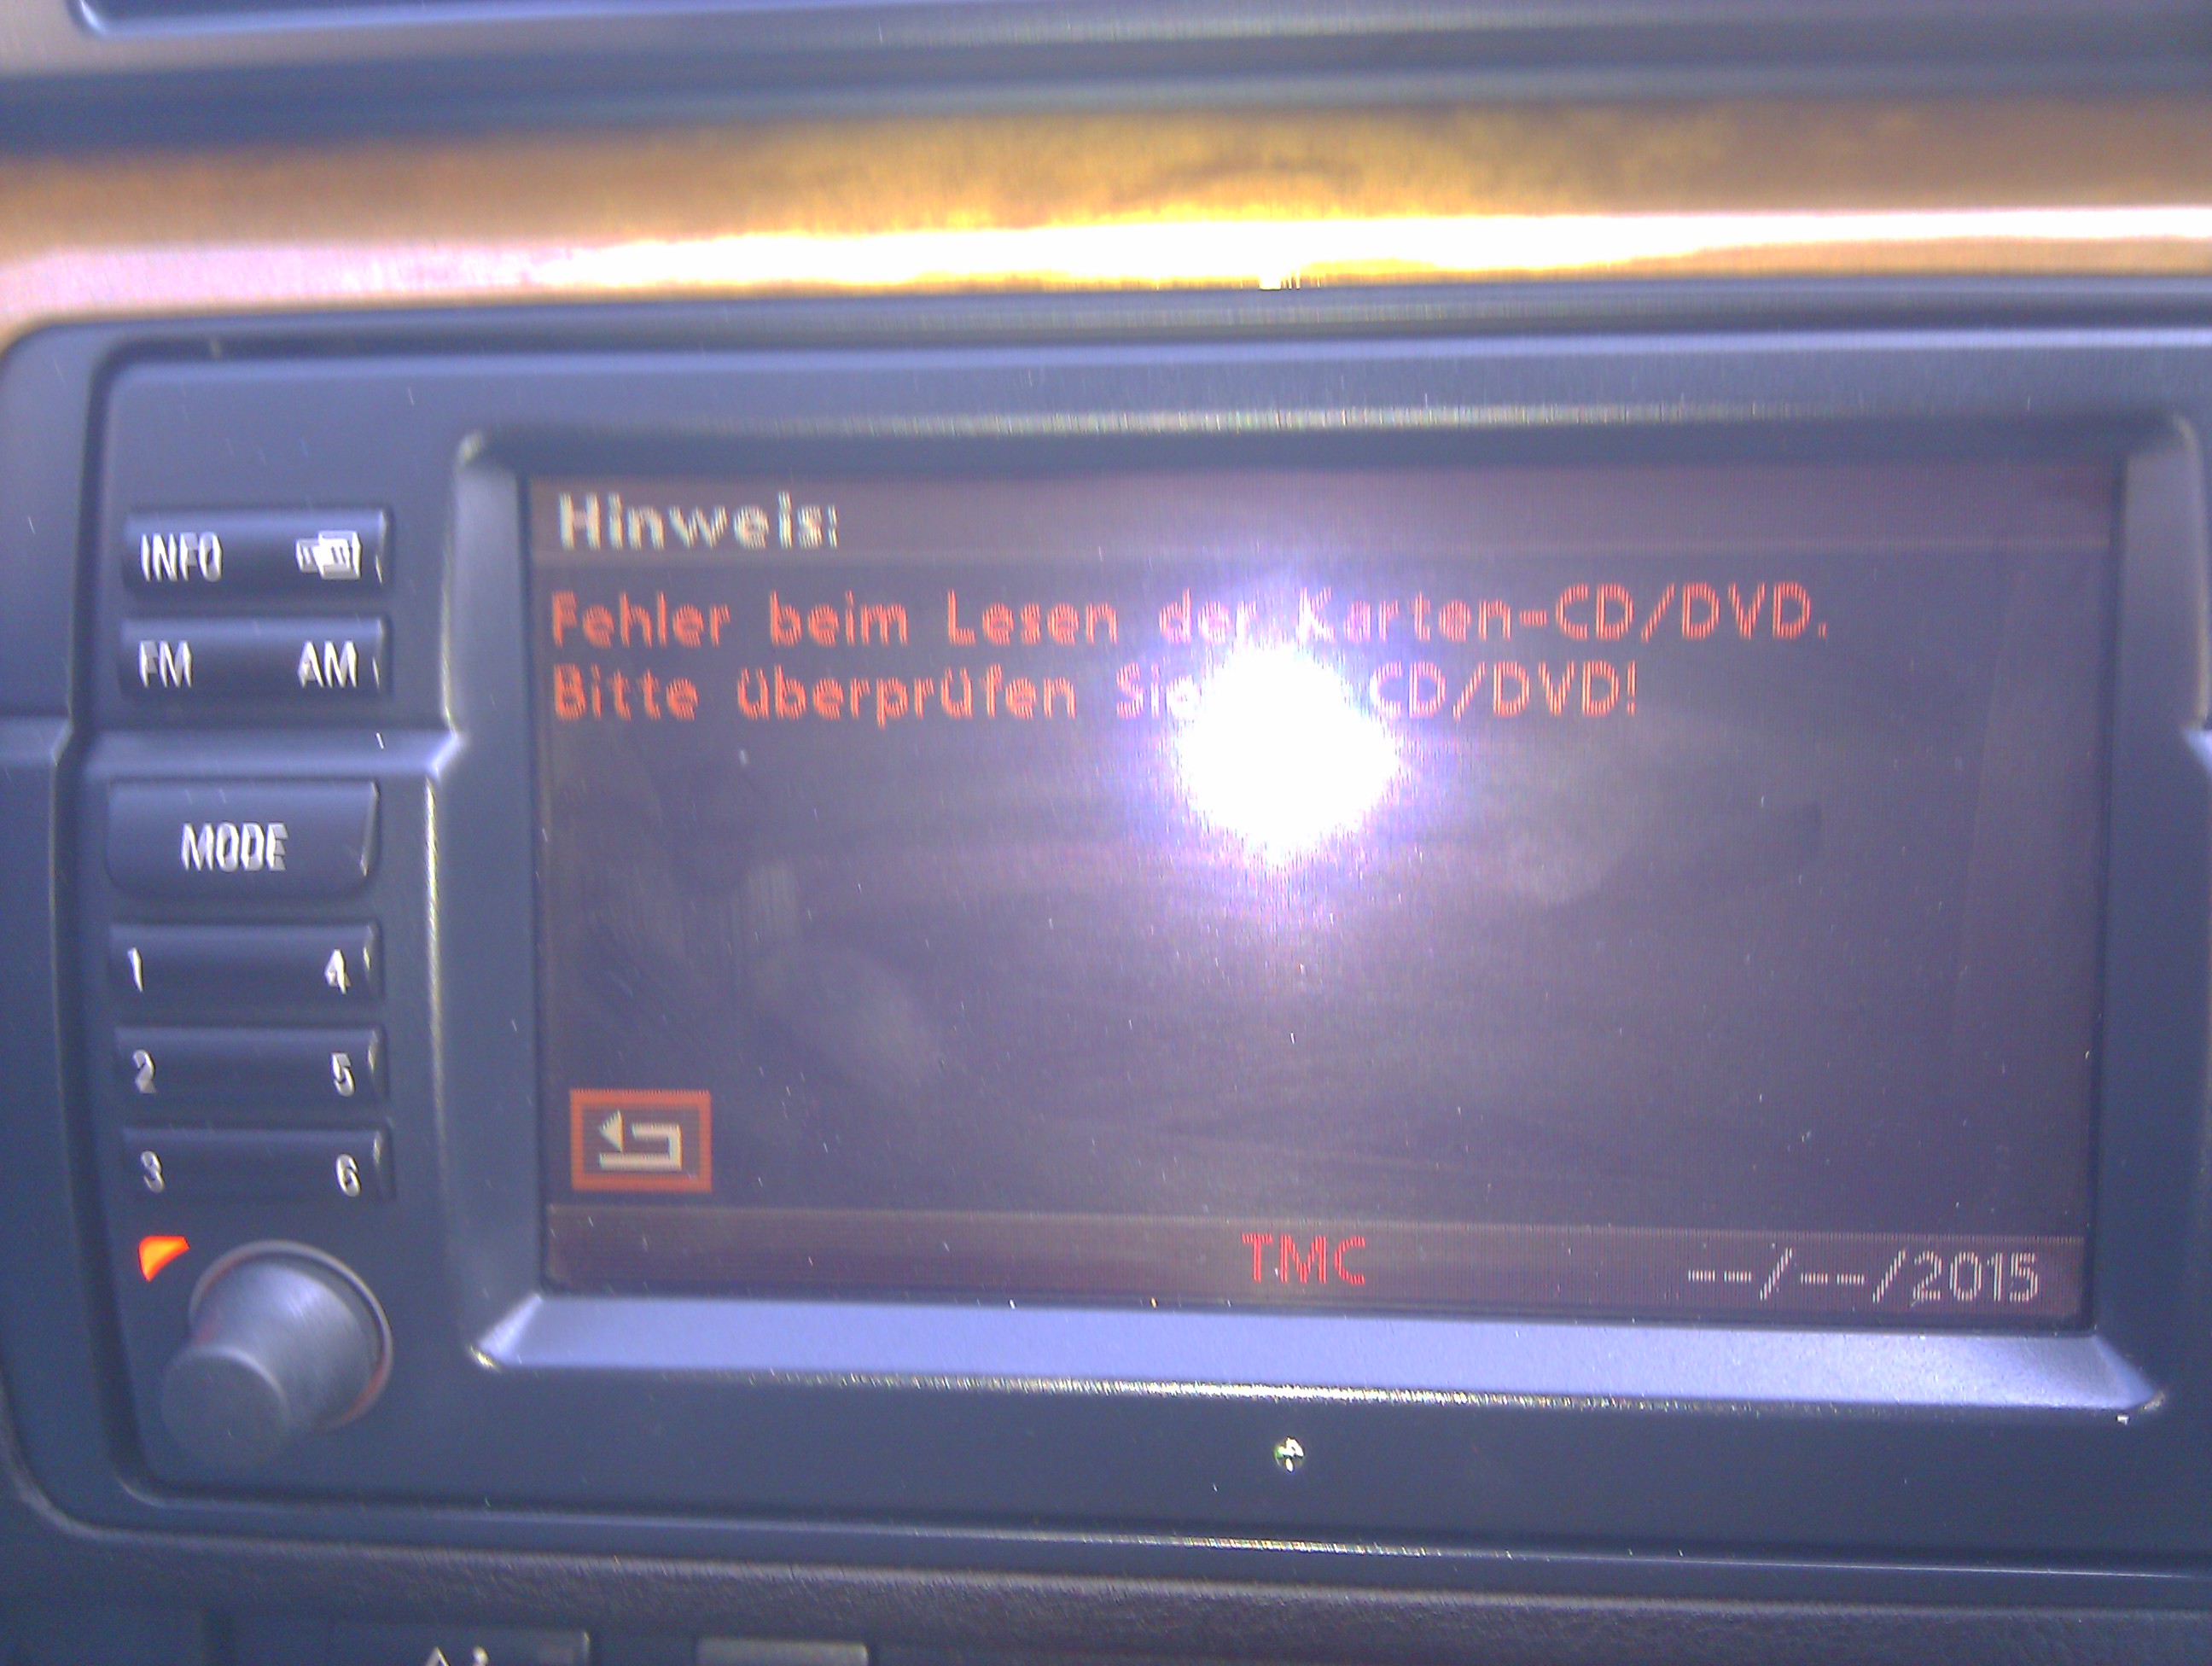 Hinweis:
Fehler beim Lesen der Karten-CD/DVD.
Bitte überprüfen Sie CD/DVD!
TMC
--/--/2015
INFO
FM AM
MODE
1 4
2 5
3 6